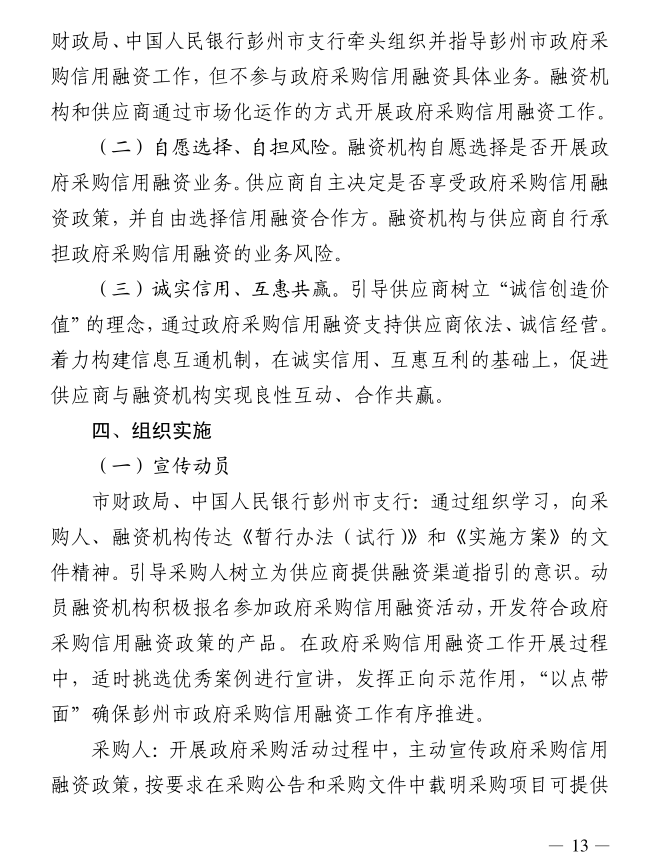 财政局、中国人民银行彭州市支行牵头组织并指导彭州市政府采
购信用融资工作，但不参与政府采购信用融资具体业务。融资机
构和供应商通过市场化运作的方式开展政府采购信用融资工作。
（二）自愿选择、自担风险。融资机构自愿选择是否开展政
府采购信用融资业务。供应商自主决定是否享受政府采购信用融
资政策，并自由选择信用融资合作方。融资机构与供应商自行承
担政府采购信用融资的业务风险。
（三）诚实信用、互惠共赢。引导供应商树立“诚信创造价
值”的理念，通过政府采购信用融资支持供应商依法、诚信经营。
着力构建信息互通机制，在诚实信用、互惠互利的基础上，促进
供应商与融资机构实现良性互动、合作共赢。
四、组织实施
（一）宣传动员
市财政局、中国人民银行彭州市支行：通过组织学习，向采
购人、融资机构传达《暂行办法（试行）》和《实施方案》的文
件精神。引导采购人树立为供应商提供融资渠道指引的意识。动
员融资机构积极报名参加政府采购信用融资活动，开发符合政府
采购信用融资政策的产品。在政府采购信用融资工作开展过程
中，适时挑选优秀案例进行宣讲，发挥正向示范作用，“以点带
面”确保彭州市政府采购信用融资工作有序推进。
采购人：开展政府采购活动过程中，主动宣传政府采购信用
融资政策，按要求在采购公告和采购文件中载明采购项目可提供
— 13 —